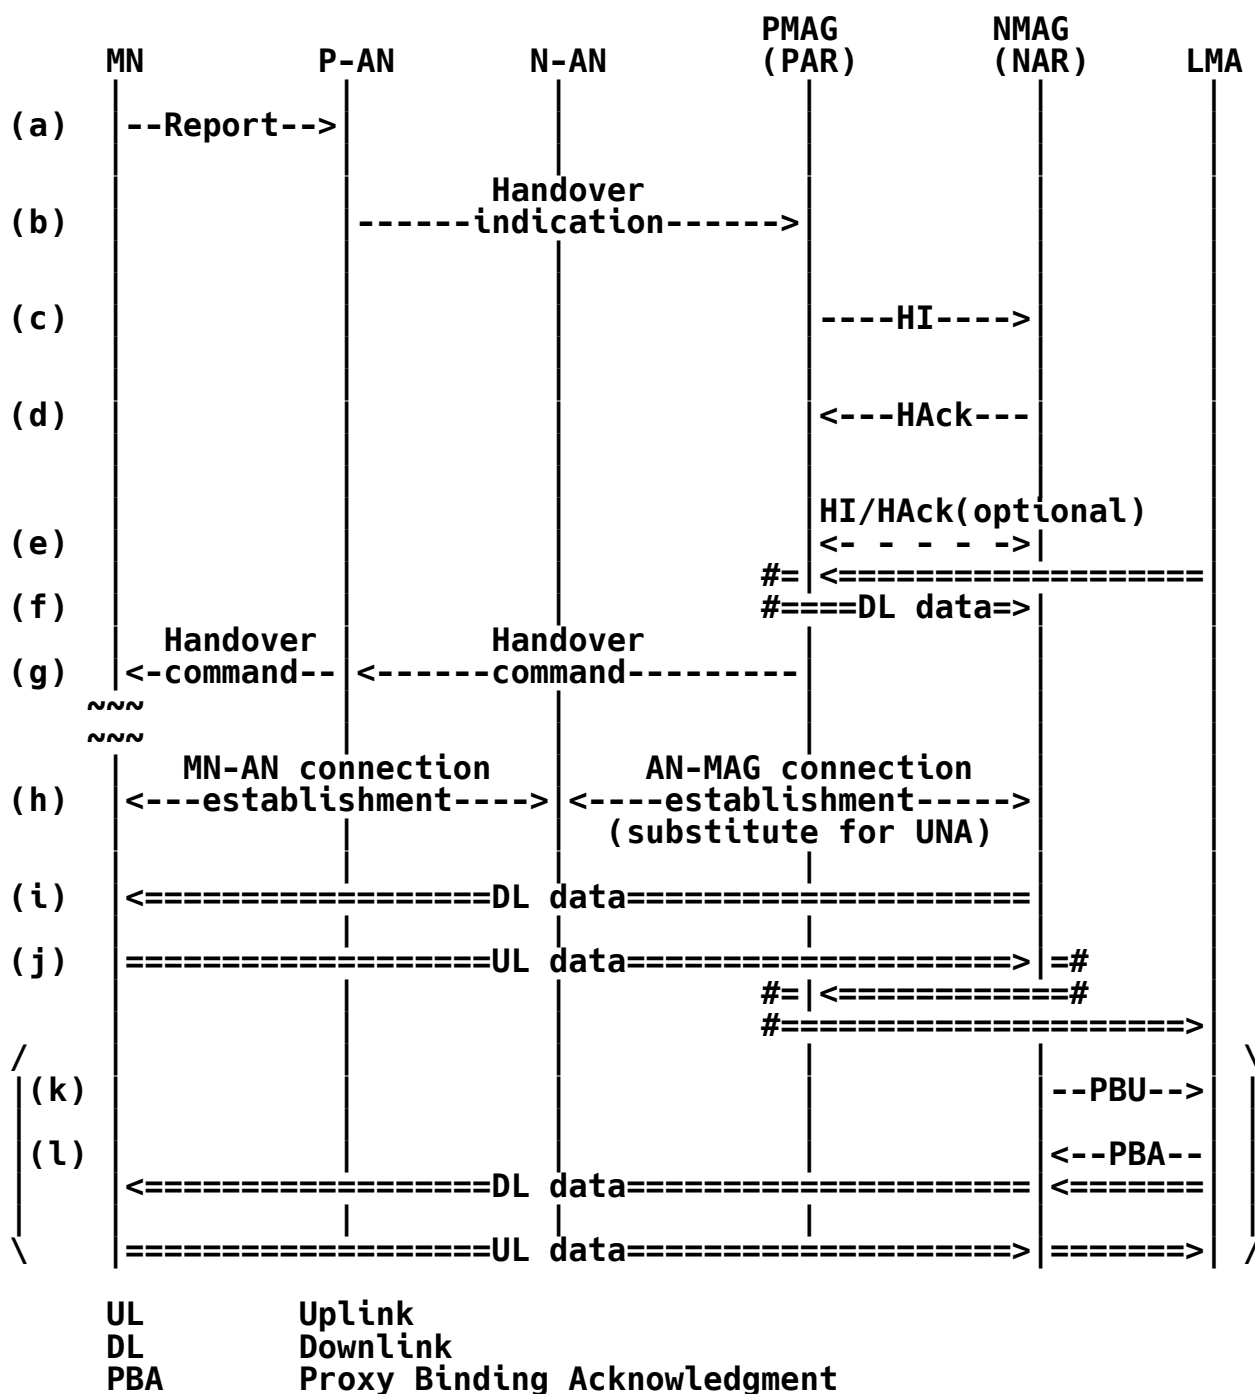 PMAG NMAG
MN P-AN N-AN (PAR) (NAR) LMA
(a) --Report-->
Handover
(b) ------indication------>
(c) ----HI---->
(d) <---HAck---
HI/HAck(optional)
(e) <- - - - ->
#= <===================
(f) #====DL data=>
Handover Handover
(g) <-command-- <------command---------
~~~
~~~
MN-AN connection AN-MAG connection
(h) <---establishment----> <----establishment----->
(substitute for UNA)
(i) <==================DL data=====================
(j) ===================UL data====================> =#
#=|<============#
#=====================>
(k) --PBU-->
(l) <--PBA--
<==================DL data===================== <=======
===================UL data====================> =======>
UL Uplink
DL Downlink
PBA Proxy Binding Acknowledgment